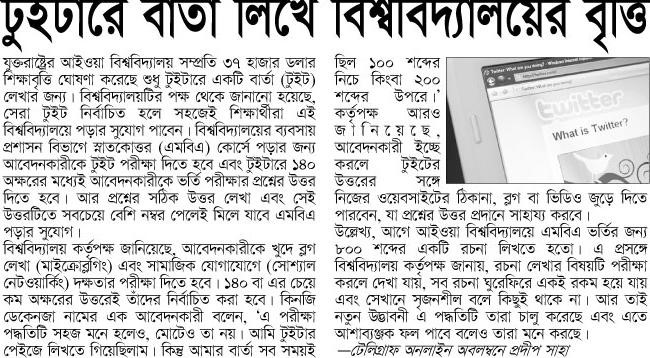 টুইটারে বার্তা লিখে বিশ্ববিদ্যালয়ের বৃত্তি
যুক্তরাষ্ট্রের আইওয়া বিশ্ববিদ্যালয় সম্প্রতি ৩৭ হাজার ডলার
শিক্ষাবৃত্তি ঘোষণা করেছে শুধু টুইটারে একটি বার্তা (টুইট)
লেখার জন্য। বিশ্ববিদ্যালয়টির পক্ষ থেকে জানানো হয়েছে,
সেরা টুইট নির্বাচিত হলে সহজেই শিক্ষার্থীরা এই
বিশ্ববিদ্যালয়ে পড়ার সুযোগ পাবেন। বিশ্ববিদ্যালয়ের ব্যবসায়
প্রশাসন বিভাগে স্নাতকোত্তর (এমবিএ) কোর্সে পড়ার জন্য
আবেদনকারীকে টুইট পরীক্ষা দিতে হবে এবং টুইটারে ১৪০
অক্ষরের মধ্যেই আবেদনকারীকে ভর্তি পরীক্ষার প্রশ্নের উত্তর
দিতে হবে। আর প্রশ্নের সঠিক উত্তর লেখা এবং সেই
উত্তরটিতে সবচেয়ে বেশি নম্বর পেলেই মিলে যাবে এমবিএ
পড়ার সুযোগ।
বিশ্ববিদ্যালয় কর্তৃপক্ষ জানিয়েছে, আবেদনকারীকে খুদে ব্লগ
লেখা (মাইক্রোব্লগিং) এবং সামাজিক যোগাযোগে (সোশ্যাল
নেটওয়ার্কিং) দক্ষতার পরীক্ষা দিতে হবে। ১৪০ বা এর চেয়ে
কম অক্ষরের উত্তরেই তাঁদের নির্বাচিত করা হবে। কিনজি
ডেকেনজা নামের এক আবেদনকারী বলেন, 'এ পরীক্ষা
পদ্ধতিটি সহজ মনে হলেও, মোটেও তা নয়। আমি টুইটার
পেইজে লিখতে গিয়েছিলাম। কিন্তু আমার বার্তা সব সময়ই
ছিল ১০০ শব্দের
নিচে কিংবা ২০০
শব্দের উপরে।'
কর্তৃপক্ষ আরও
জানিয়েছে,
আবেদনকারী ইচ্ছে
করলে টুইটের
উত্তরের সঙ্গে
নিজের ওয়েবসাইটের ঠিকানা, ব্লগ বা ভিডিও জুড়ে দিতে
পারবেন, যা প্রশ্নের উত্তর প্রদানে সাহায্য করবে।
উল্লেখ্য, আগে আইওয়া বিশ্ববিদ্যালয়ে এমবিএ ভর্তির জন্য
৮০০ শব্দের একটি রচনা লিখতে হতো। এ প্রসঙ্গে
বিশ্ববিদ্যালয় কর্তৃপক্ষ জানায়, রচনা লেখার বিষয়টি পরীক্ষা
করলে দেখা যায়, সব রচনা ঘুরেফিরে একই রকম হয়ে যায়
এবং সেখানে সৃজনশীল বলে কিছুই থাকে না। আর তাই
নতুন উদ্ভাবনী এ পদ্ধতিটি তারা চালু করেছে এবং এতে
আশাব্যঞ্জক ফল পাবে বলেও তারা মনে করছে।
—টেলিগ্রাফ অনলাইন অবলম্বনে প্রদীপ সাহা
twitter
What is Twitter?